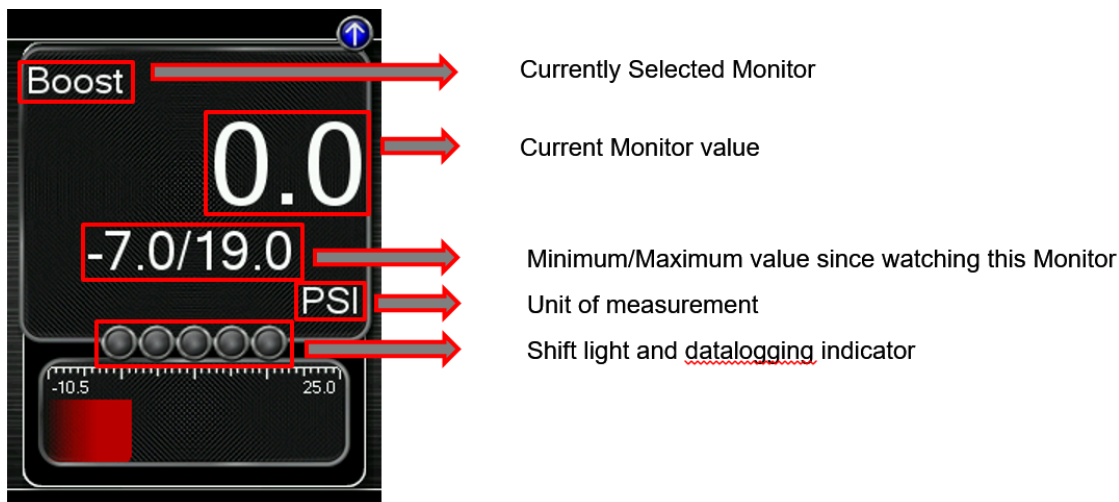 Boost
Currently Selected Monitor
0.0
Current Monitor value
-7.0/19.0
Minimum/Maximum value since watching this Monitor
PSI
Unit of measurement
Shift light and datalogging indicator
-10.5
25.0